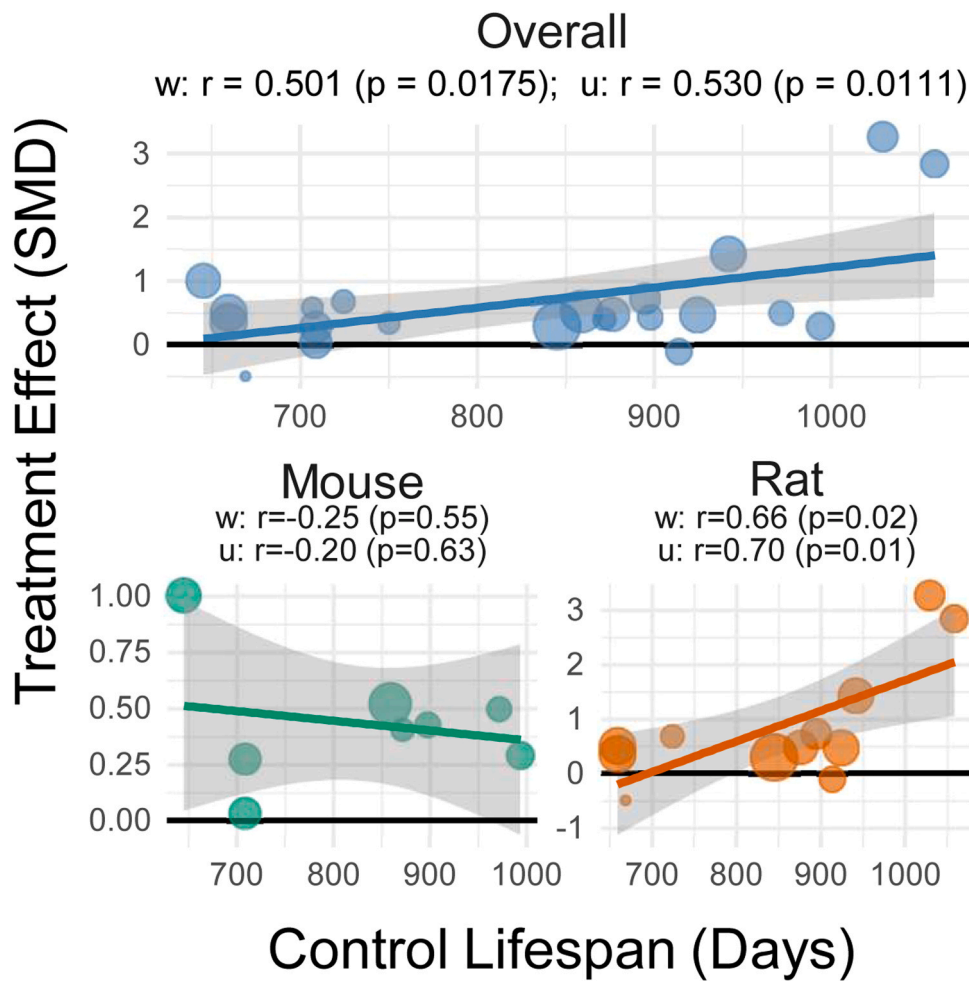 Overall
w: r = 0.501 (p = 0.0175); u: r = 0.530 (p = 0.0111)
Treatment Effect (SMD)
3
2
1
0
700 800 900 1000
Mouse
w: r=-0.25 (p=0.55)
u: r=-0.20 (p=0.63)
1.00
0.75
0.50
0.25
0.00
700 800 900 1000
Rat
w: r=0.66 (p=0.02)
u: r=0.70 (p=0.01)
3
2
1
0
-1
700 800 900 1000
Control Lifespan (Days)